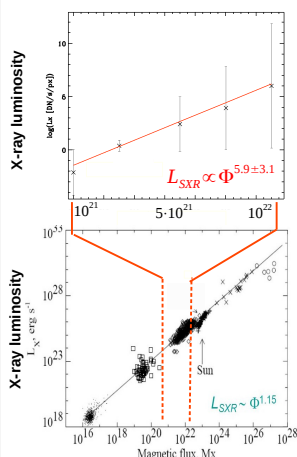 X-ray luminosity
log(Lx [DN/s/px])
10
5
0
L_SXR ∝ Φ^5.9±3.1
10^21
5·10^21
10^22
X-ray luminosity
L_X, erg s^-1
10^5.5
10^28
10^23
10^18
Sun
L_SXR ~ Φ^1.15
10^16
10^18
10^20
10^22
10^24
10^26
10^28
Magnetic flux, Mx